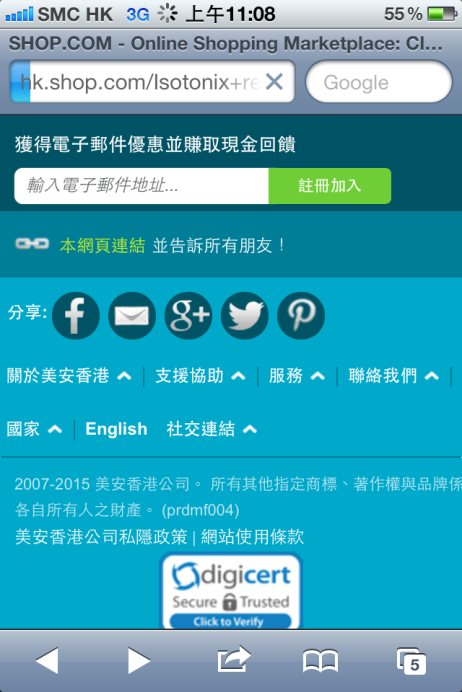 SMC HK 3G 上午11:08 55%
SHOP.COM - Online Shopping Marketplace: Cl...
hk.shop.com/Isotonix+re
Google
獲得電子郵件優惠並賺取現金回饋
輸入電子郵件地址... 註冊加入
本網頁連結 並告訴所有朋友！
分享:
關於美安香港 | 支援協助 | 服務 | 聯絡我們 |
國家 | English 社交連結
2007-2015 美安香港公司。 所有其他指定商標、著作權與品牌係
各自所有人之財產。 (prdmf004)
美安香港公司私隱政策 | 網站使用條款
digicert
Secure Trusted
Click to Verify
5